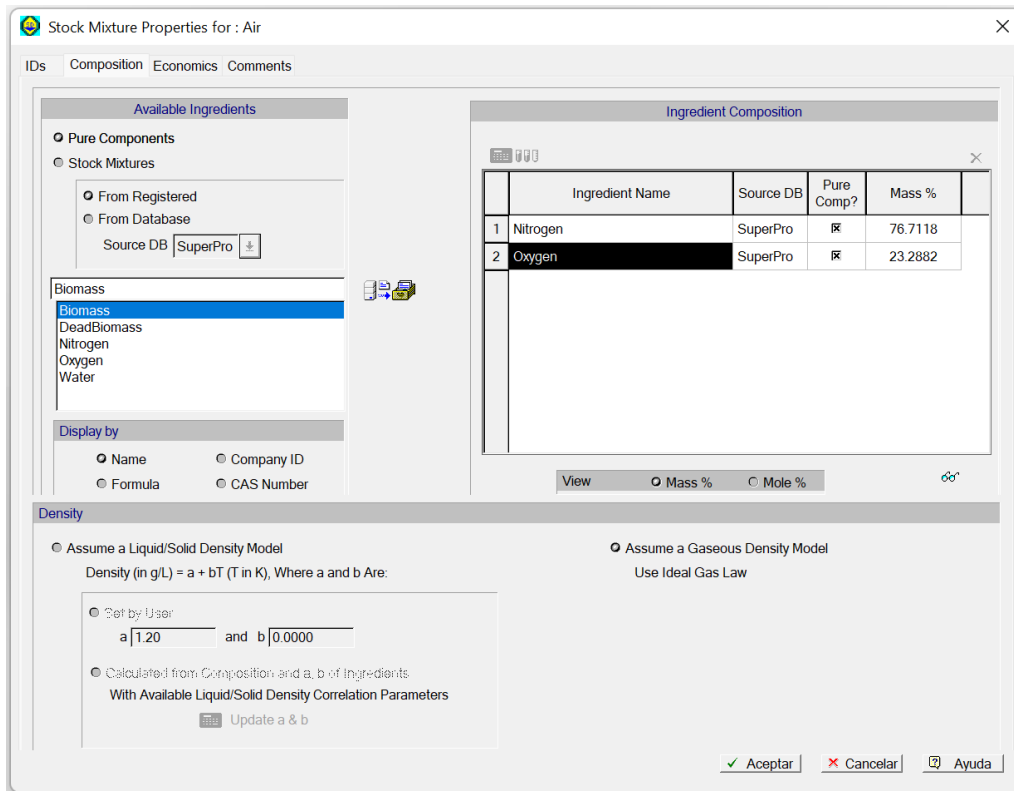 Stock Mixture Properties for : Air
IDs Composition Economics Comments
Available Ingredients
Pure Components
Stock Mixtures
From Registered
From Database
Source DB SuperPro
Biomass
Biomass
DeadBiomass
Nitrogen
Oxygen
Water
Display by
Name Company ID
Formula CAS Number
Ingredient Composition
Ingredient Name Source DB Pure Comp? Mass %
1 Nitrogen SuperPro 76.7118
2 Oxygen SuperPro 23.2882
View Mass % Mole %
Density
Assume a Liquid/Solid Density Model
Density (in g/L) = a + bT (T in K), Where a and b Are:
Set by User
a 1.20 and b 0.0000
Calculated from Composition and a, b of Ingredients
With Available Liquid/Solid Density Correlation Parameters
Update a & b
Assume a Gaseous Density Model
Use Ideal Gas Law
Aceptar Cancelar Ayuda